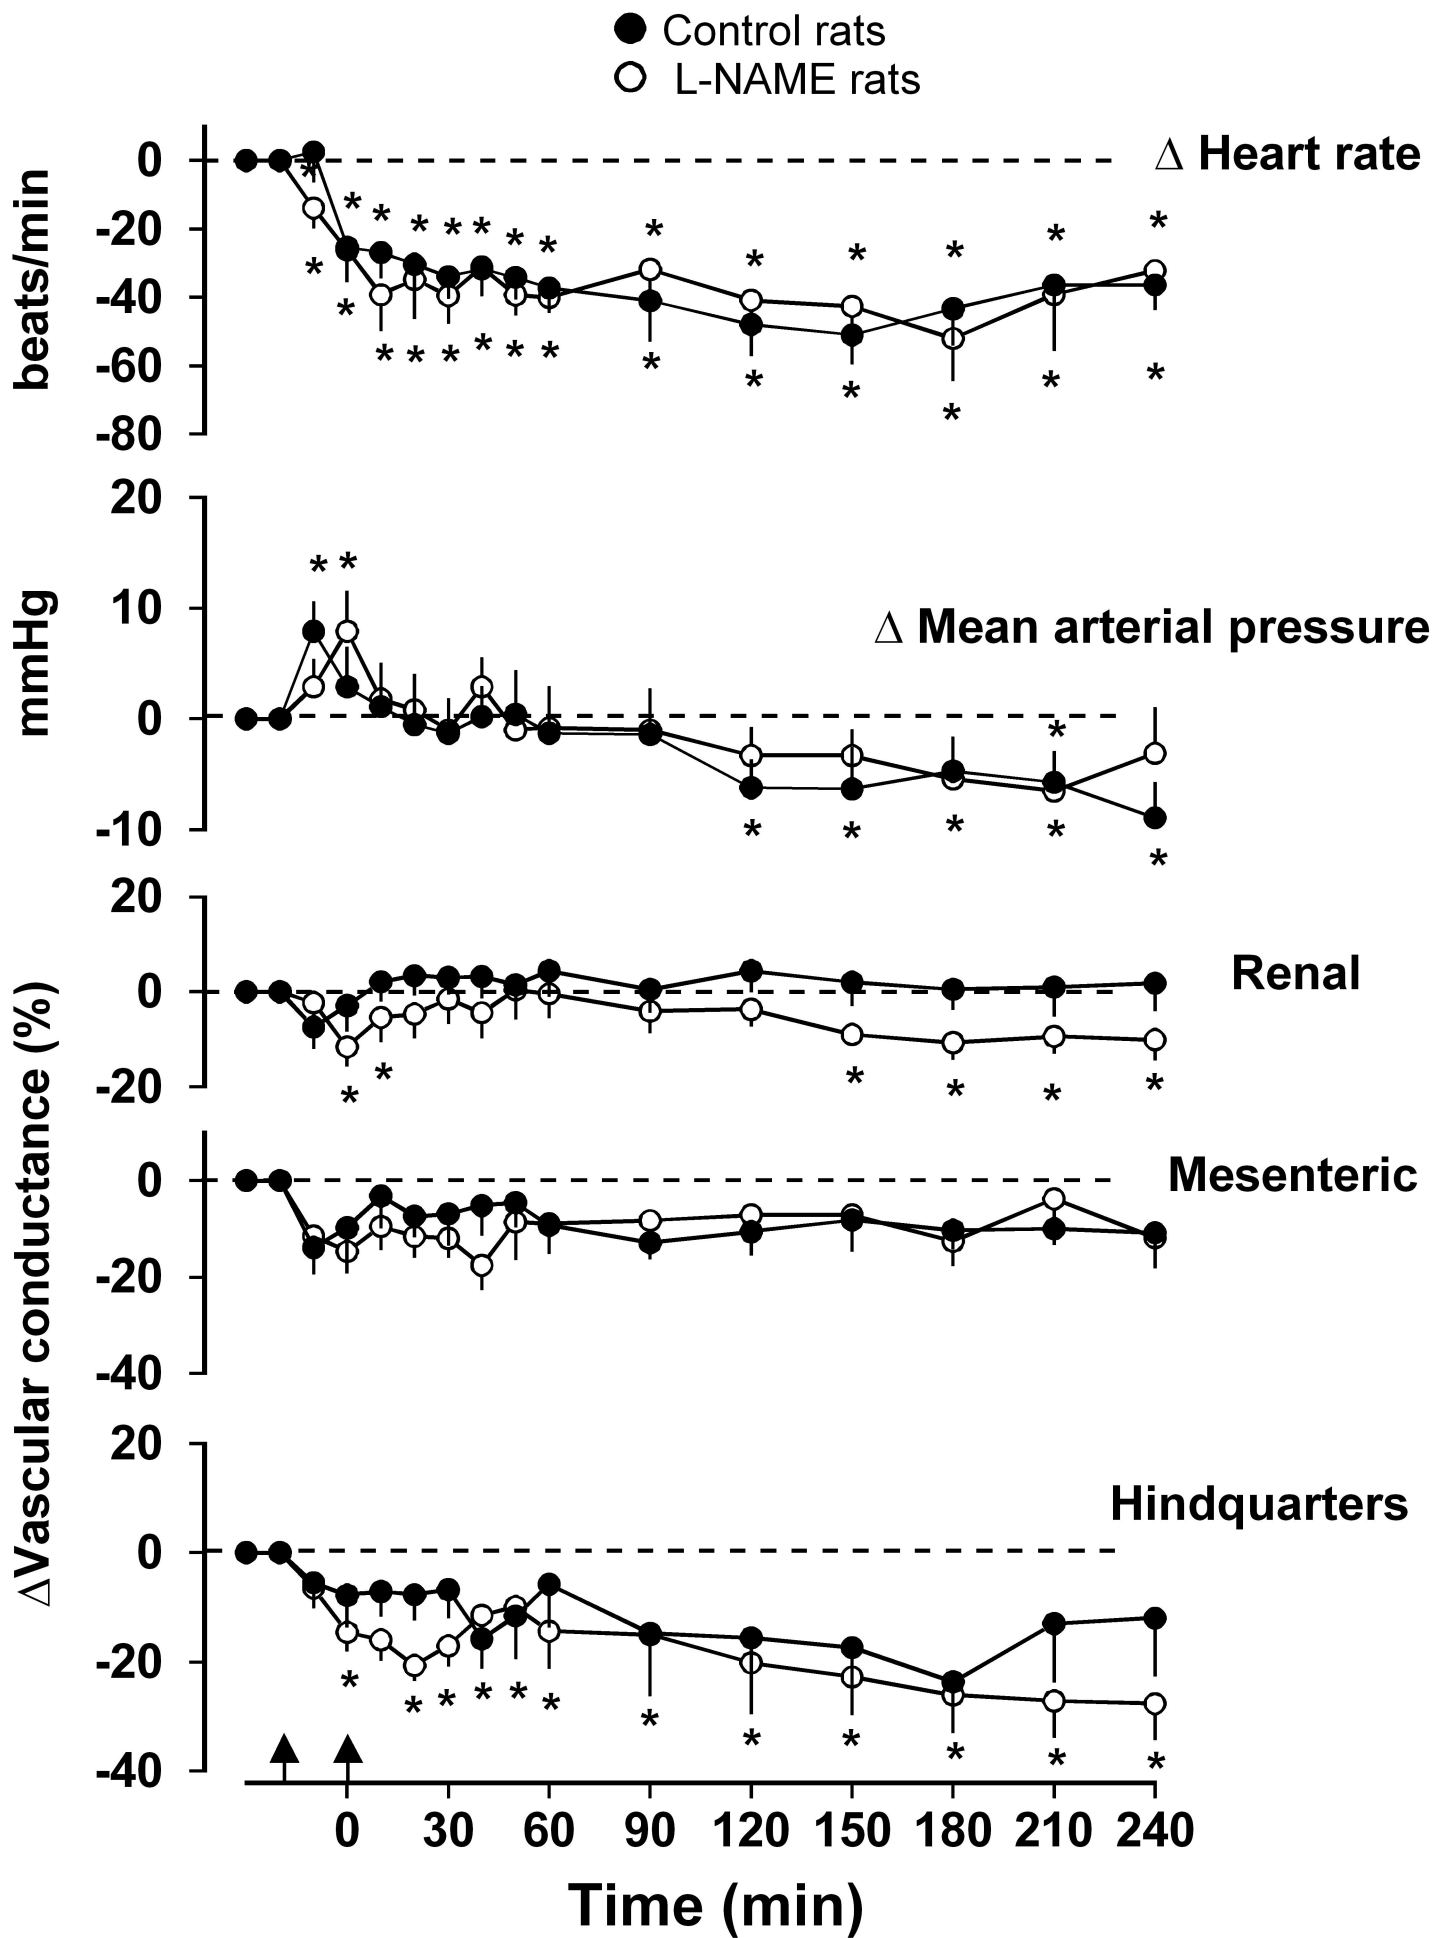 Control rats
L-NAME rats
Δ Heart rate
beats/min
0
-20
-40
-60
-80
Δ Mean arterial pressure
mmHg
20
10
0
-10
ΔVascular conductance (%)
Renal
20
0
-20
Mesenteric
0
-20
-40
Hindquarters
20
0
-20
-40
0 30 60 90 120 150 180 210 240
Time (min)